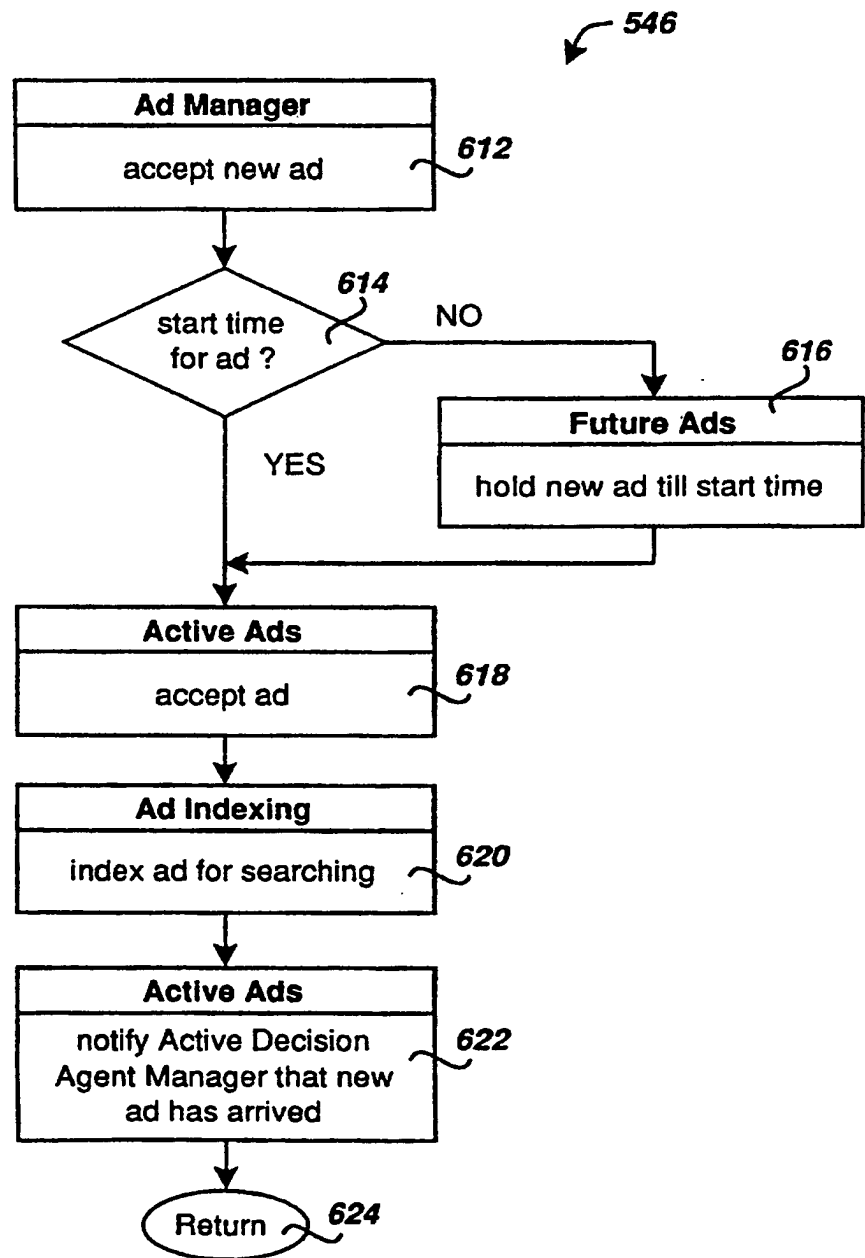 546
Ad Manager
accept new ad
612
start time
for ad ?
614
NO
YES
Future Ads
616
hold new ad till start time
Active Ads
accept ad
618
Ad Indexing
index ad for searching
620
Active Ads
notify Active Decision
Agent Manager that new
ad has arrived
622
Return
624